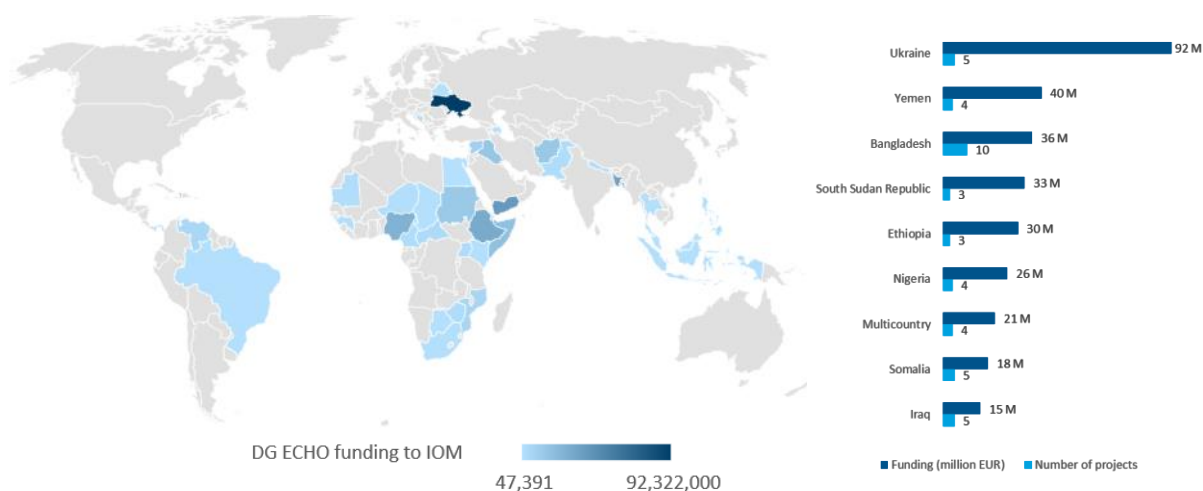 Ukraine
92 M
5
Yemen
40 M
4
Bangladesh
36 M
10
South Sudan Republic
33 M
3
Ethiopia
30 M
3
Nigeria
26 M
4
Multicountry
21 M
4
Somalia
18 M
5
Iraq
15 M
5
DG ECHO funding to IOM
47,391 92,322,000
Funding (million EUR) Number of projects